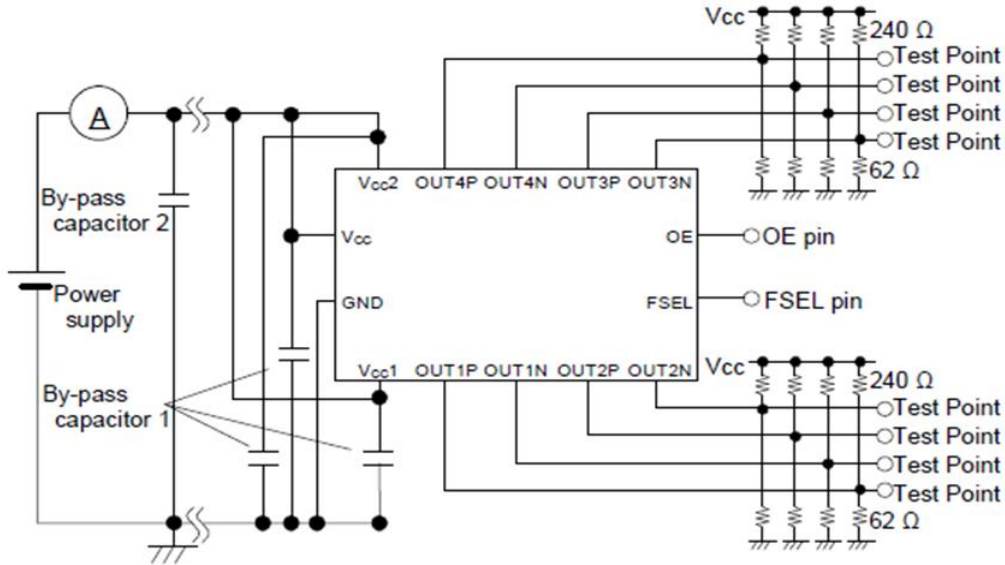 Vcc
240 Ω
Test Point
Test Point
Test Point
Test Point
62 Ω
A
By-pass
capacitor 2
Power
supply
By-pass
capacitor 1
Vcc2 OUT4P OUT4N OUT3P OUT3N
Vcc
OE
OE pin
GND
FSEL
FSEL pin
Vcc1 OUT1P OUT1N OUT2P OUT2N
Vcc
240 Ω
Test Point
Test Point
Test Point
Test Point
62 Ω